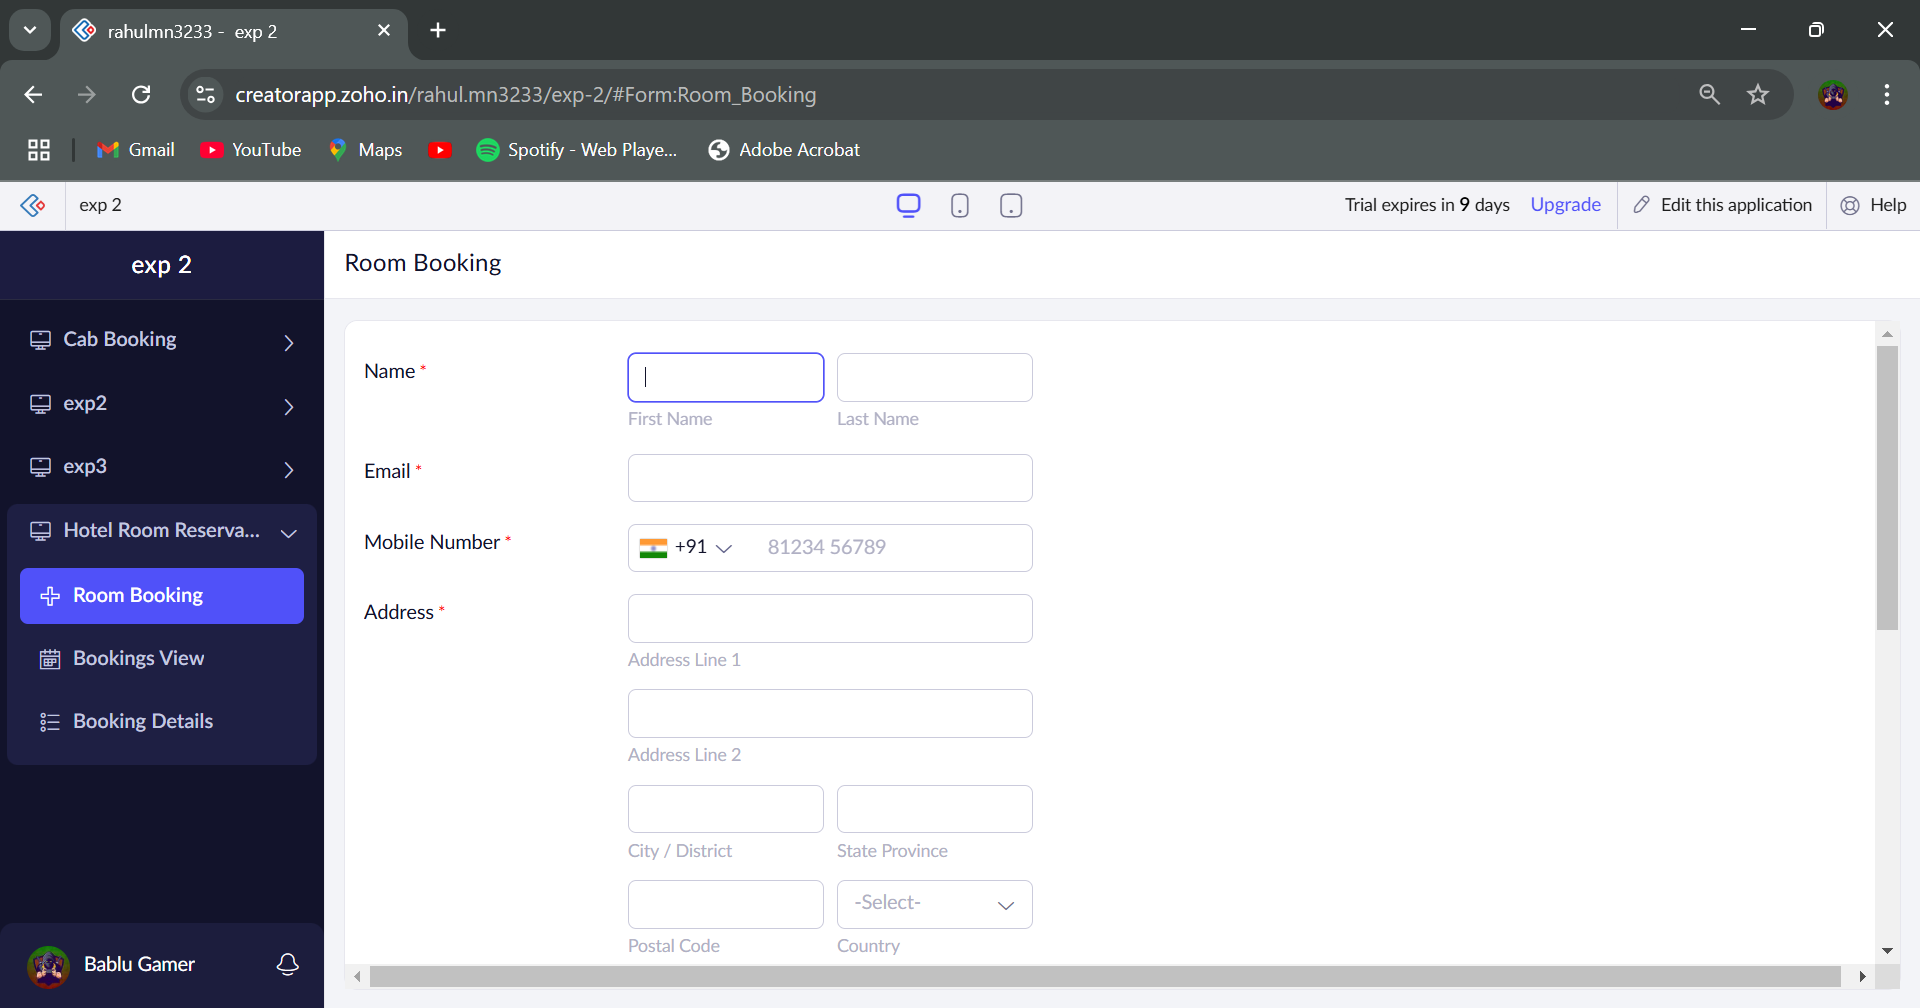 rahulmn3233 - exp 2
creatorapp.zoho.in/rahul.mn3233/exp-2/#Form:Room_Booking
Gmail YouTube Maps Spotify - Web Playe... Adobe Acrobat
exp 2 Trial expires in 9 days Upgrade Edit this application Help
exp 2
Cab Booking
exp2
exp3
Hotel Room Reserva...
Room Booking
Bookings View
Booking Details
Bablu Gamer
Room Booking
Name *
First Name Last Name
Email *
Mobile Number * +91 81234 56789
Address *
Address Line 1
Address Line 2
City / District State Province
-Select-
Postal Code Country